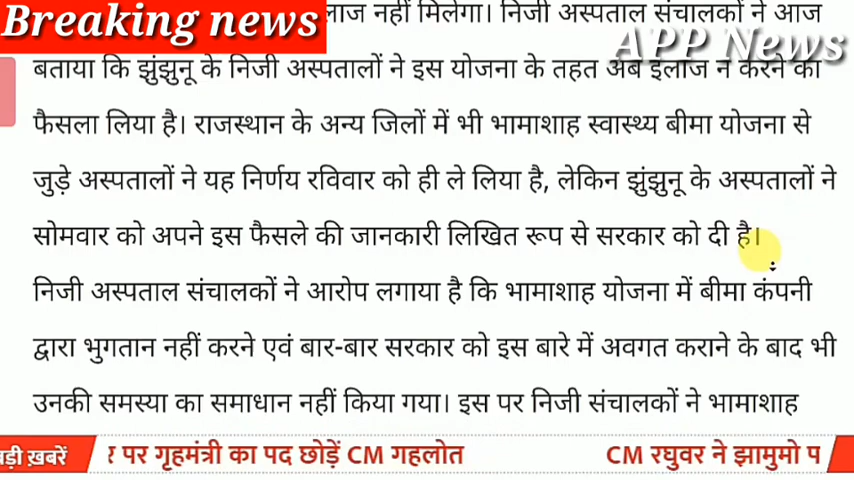 Breaking news
लाज नहीं मिलेगा। निजी अस्पताल संचालकों ने आज
APP News
बताया कि झुंझुनू के निजी अस्पतालों ने इस योजना के तहत अब इलाज न करने का
फैसला लिया है। राजस्थान के अन्य जिलों में भी भामाशाह स्वास्थ्य बीमा योजना से
जुड़े अस्पतालों ने यह निर्णय रविवार को ही ले लिया है, लेकिन झुंझुनू के अस्पतालों ने
सोमवार को अपने इस फैसले की जानकारी लिखित रूप से सरकार को दी है।
निजी अस्पताल संचालकों ने आरोप लगाया है कि भामाशाह योजना में बीमा कंपनी
द्वारा भुगतान नहीं करने एवं बार-बार सरकार को इस बारे में अवगत कराने के बाद भी
उनकी समस्या का समाधान नहीं किया गया। इस पर निजी संचालकों ने भामाशाह
ड़ी ख़बरें र पर गृहमंत्री का पद छोड़ें CM गहलोत CM रघुवर ने झामुमो प